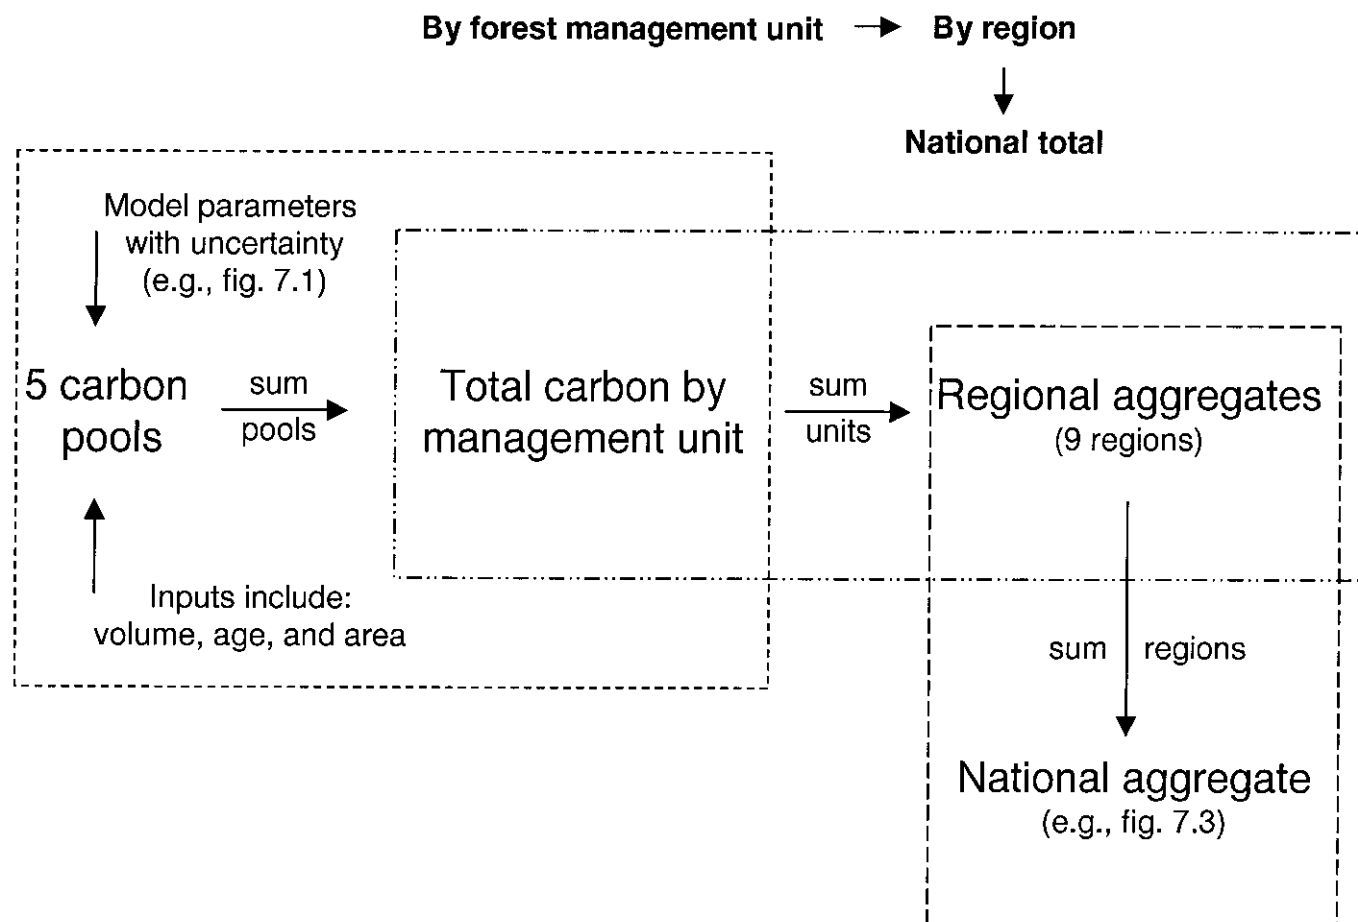 By forest management unit → By region
National total
Model parameters
with uncertainty
(e.g., fig. 7.1)
5 carbon
pools
sum
pools
Total carbon by
management unit
sum
units
Regional aggregates
(9 regions)
Inputs include:
volume, age, and area
sum regions
National aggregate
(e.g., fig. 7.3)